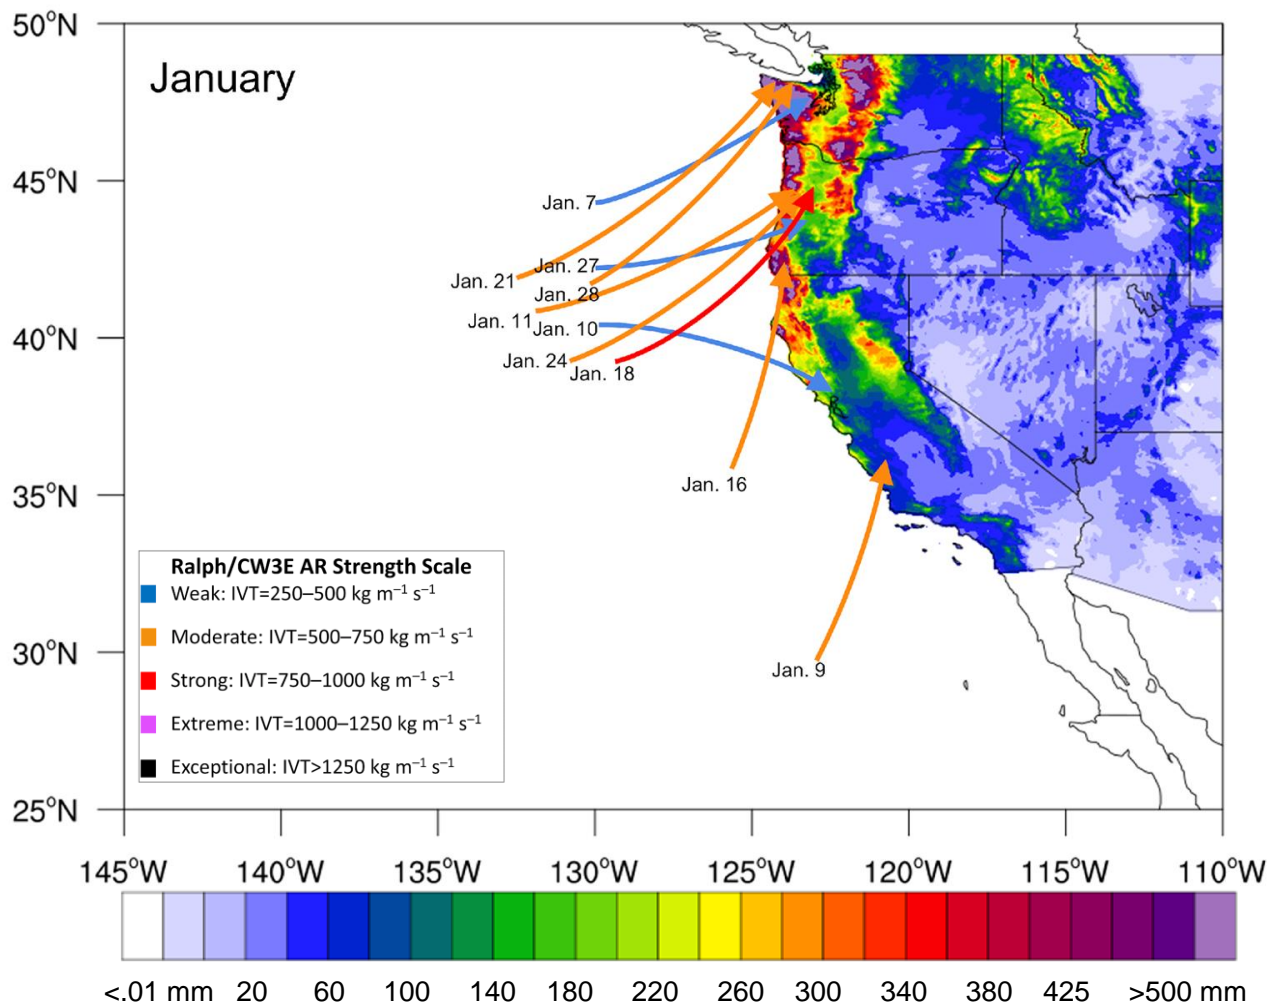 50°N
January
45°N
Jan. 7
Jan. 27
Jan. 21
Jan. 28
Jan. 11
Jan. 10
40°N
Jan. 24
Jan. 18
Jan. 16
35°N
Ralph/CW3E AR Strength Scale
Weak: IVT=250–500 kg m⁻¹ s⁻¹
Moderate: IVT=500–750 kg m⁻¹ s⁻¹
30°N
Jan. 9
Strong: IVT=750–1000 kg m⁻¹ s⁻¹
Extreme: IVT=1000–1250 kg m⁻¹ s⁻¹
Exceptional: IVT>1250 kg m⁻¹ s⁻¹
25°N
145°W 140°W 135°W 130°W 125°W 120°W 115°W 110°W
<.01 mm 20 60 100 140 180 220 260 300 340 380 425 >500 mm